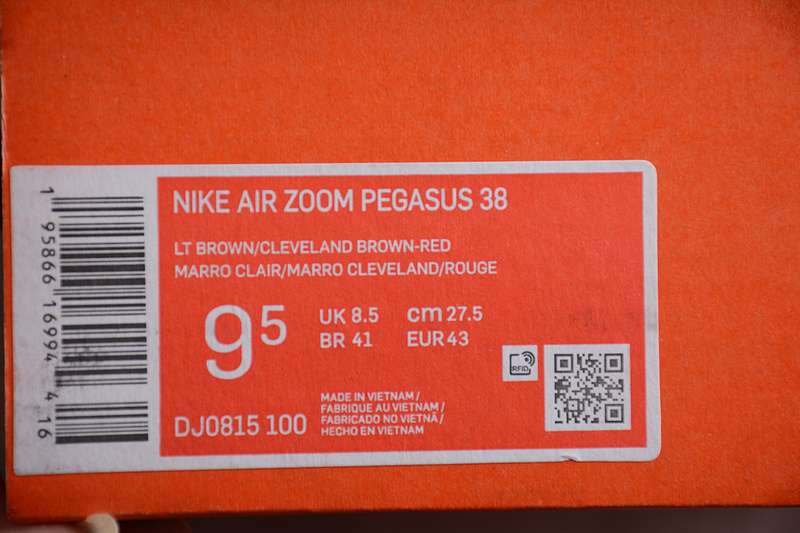 NIKE AIR ZOOM PEGASUS 38
LT BROWN/CLEVELAND BROWN-RED
MARRO CLAIR/MARRO CLEVELAND/ROUGE
9 5
UK 8.5 cm 27.5
BR 41 EUR 43
RFID
DJ0815 100
MADE IN VIETNAM /
FABRIQUE AU VIETNAM /
FABRICADO NO VIETNÃ /
HECHO EN VIETNAM
1 95866 16994 4 16